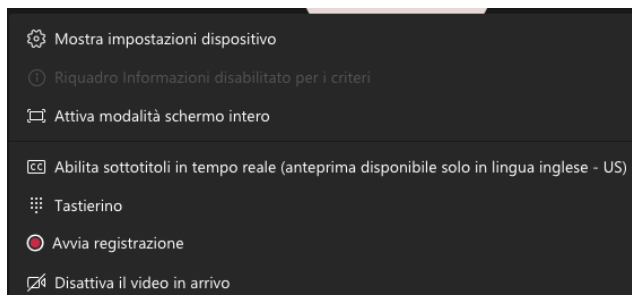 Mostra impostazioni dispositivo
Riquadro Informazioni disabilitato per i criteri
Attiva modalità schermo intero
CC Abilita sottotitoli in tempo reale (anteprima disponibile solo in lingua inglese - US)
Tastierino
Avvia registrazione
Disattiva il video in arrivo